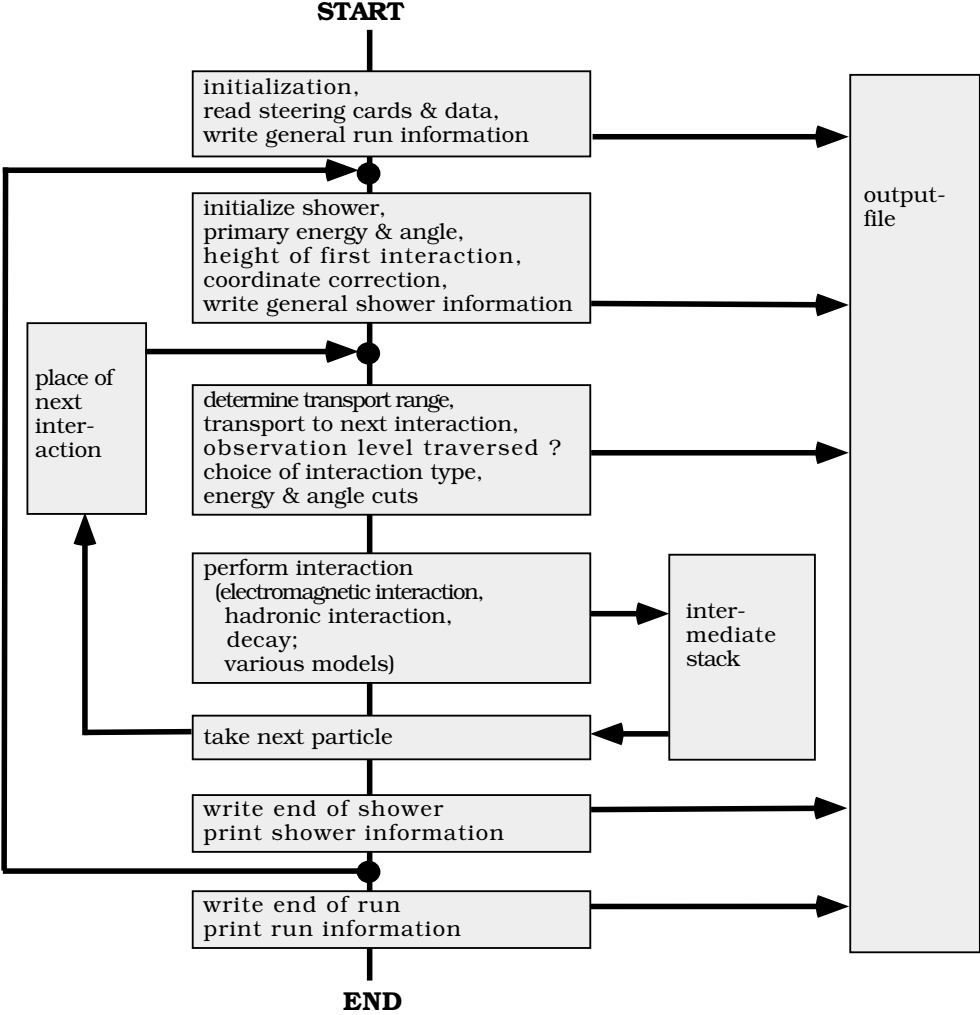 START
initialization,
read steering cards & data,
write general run information
output-
file
initialize shower,
primary energy & angle,
height of first interaction,
coordinate correction,
write general shower information
place of
next
inter-
action
determine transport range,
transport to next interaction,
observation level traversed ?
choice of interaction type,
energy & angle cuts
perform interaction
(electromagnetic interaction,
hadronic interaction,
decay;
various models)
inter-
mediate
stack
take next particle
write end of shower
print shower information
write end of run
print run information
END